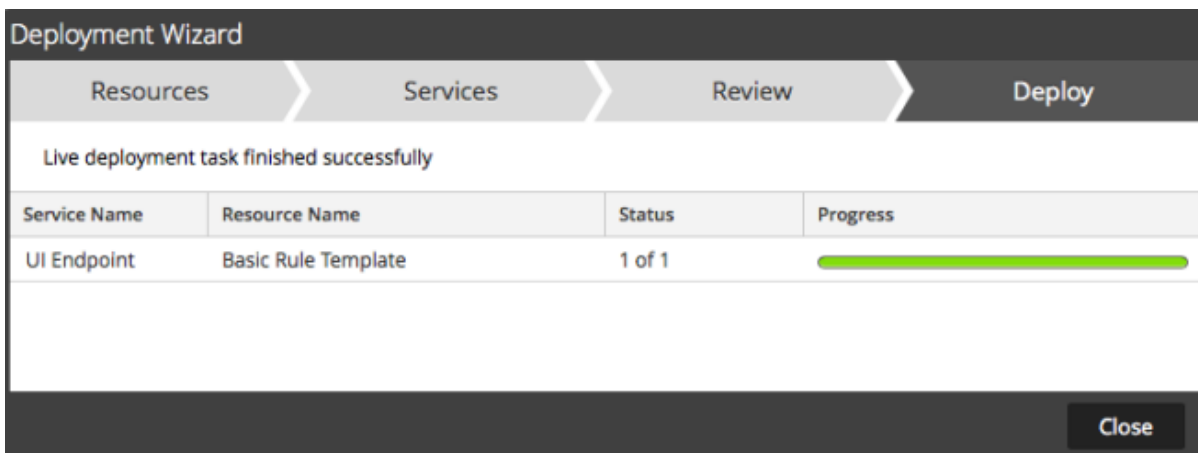 Deployment Wizard
Resources Services Review Deploy
Live deployment task finished successfully
Service Name Resource Name Status Progress
UI Endpoint Basic Rule Template 1 of 1
Close